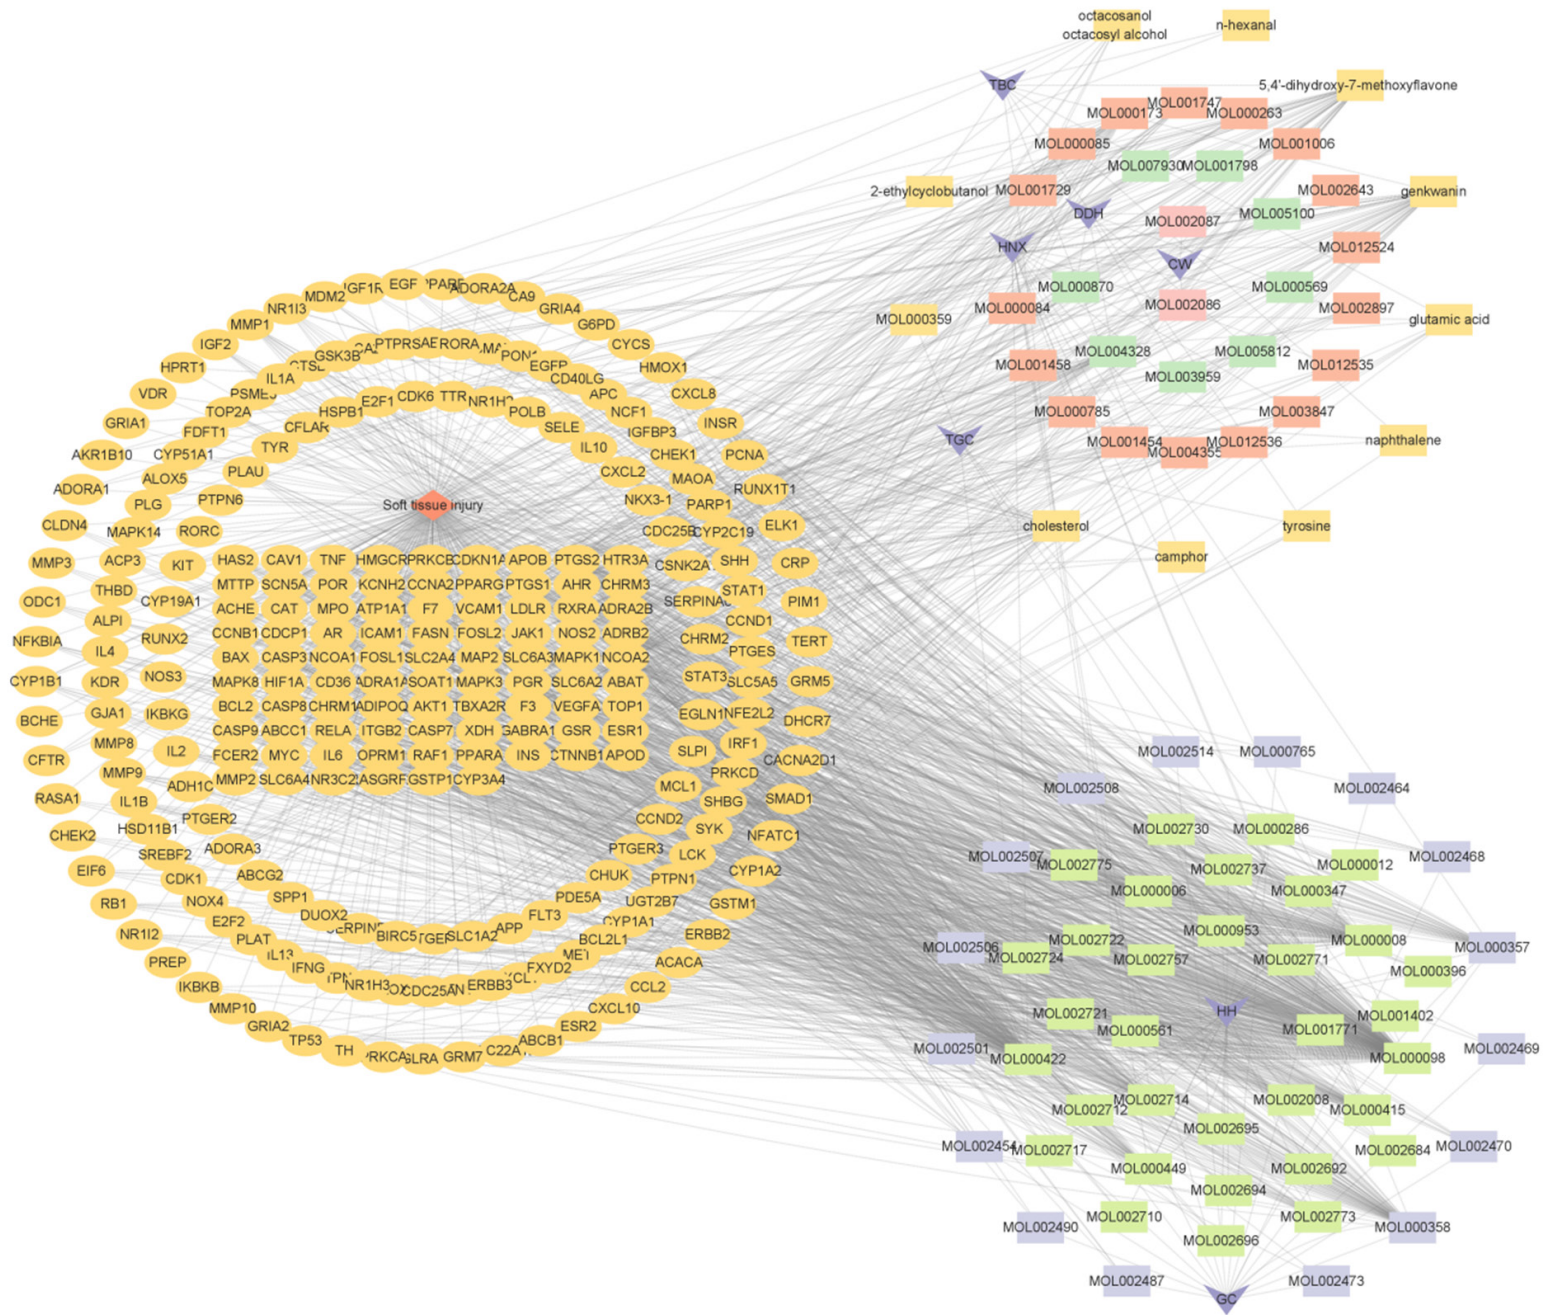 octacosanol
octacosyl alcohol
n-hexanal
TBC
5,4'-dihydroxy-7-methoxyflavone
MOL001747
MOL000173
MOL000263
MOL000085
MOL001006
MOL007930
MOL001798
2-ethylcyclobutanol
MOL001729
MOL002643
genkwanin
DDH
MOL002087
MOL005100
HNX
MOL012524
CW
MOL000870
MOL000569
MOL000359
MOL000084
MOL002086
MOL002897
glutamic acid
MOL004328
MOL005812
MOL001458
MOL003959
MOL012535
MOL000785
MOL003847
TGC
MOL001454
MOL004355
MOL012536
naphthalene
cholesterol
tyrosine
camphor
IGF1R
EGF
ADORA2A
MDM2
CA9
NR1I3
GRIA4
MMP1
G6PD
IGF2
CYCS
HPRT1
HMOX1
VDR
CXCL8
GRIA1
INSR
AKR1B10
PCNA
ADORA1
RUNX1T1
CLDN4
ELK1
MMP3
CRP
ODC1
PIM1
NFKBIA
TERT
CYP1B1
GRM5
BCHE
DHCR7
CFTR
CACNA2D1
RASA1
SMAD1
CHEK2
NFATC1
EIF6
CYP1A2
RB1
GSTM1
NR1I2
ERBB2
PREP
ACACA
IKBKB
CCL2
MMP10
CXCL10
GRIA2
ESR2
TP53
ABCB1
TH
GRM7
PRKCA
RORA
PON1
GSK3B
IL1A
CD40LG
APC
TOP2A
NCF1
FDFT1
IGFBP3
CYP51A1
CHEK1
ALOX5
MAOA
PLG
PARP1
MAPK14
CYP2C19
ACP3
SHH
THBD
STAT1
ALPI
CCND1
IL4
PTGES
KDR
SLC5A5
GJA1
NFE2L2
MMP8
IRF1
MMP9
PRKCD
IL1B
SHBG
HSD11B1
SYK
SREBF2
LCK
CDK1
PTPN1
NOX4
UGT2B7
E2F2
CYP1A1
PLAT
BCL2L1
IL13
MET
IFNG
FXYD2
NR1H3
ERBB3
CDC25A
CDK6
TTR
E2F1
HSPB1
POLB
CFLAR
SELE
TYR
IL10
PLAU
CXCL2
PTPN6
NKX3-1
RORC
CDC25B
KIT
CYP19A1
RUNX2
CHRM2
NOS3
STAT3
IKBKG
EGLN1
IL2
SLPI
ADH1C
MCL1
PTGER2
CCND2
ADORA3
PTGER3
ABCG2
CHUK
SPP1
PDE5A
DUOX2
FLT3
BIRC5
SLC1A2
APP
Soft tissue injury
HAS2 CAV1 TNF HMGCR PRKCB CDKN1A APOB PTGS2 HTR3A
MTTP SCN5A POR KCNH2 CCNA2 PPARG PTGS1 AHR CHRM3
ACHE CAT MPO ATP1A1 F7 VCAM1 LDLR RXRA ADRA2B
CCNB1 CDCP1 AR ICAM1 FASN FOSL2 JAK1 NOS2 ADRB2
BAX CASP3 NCOA1 FOSL1 SLC2A4 MAP2 SLC6A3 MAPK1 NCOA2
MAPK8 HIF1A CD36 SOAT1 MAPK3 PGR SLC6A2 ABAT
BCL2 CASP8 CHRM1 ADIPOQ AKT1 TBXA2R F3 VEGFA TOP1
CASP9 ABCC1 RELA ITGB2 CASP7 XDH GABRA1 GSR ESR1
FCER2 MYC IL6 OPRM1 RAF1 PPARA INS CTNNB1 APOD
MMP2 SLC6A4 NR3C2 GSTP1 CYP3A4
MOL002514
MOL000765
MOL002508
MOL002464
MOL002730
MOL000286
MOL002507
MOL002775
MOL002737
MOL000012
MOL002468
MOL000006
MOL000347
MOL000953
MOL002506
MOL002722
MOL000008
MOL000357
MOL002724
MOL002757
MOL002771
MOL000396
HH
MOL002721
MOL000561
MOL001771
MOL001402
MOL002501
MOL000422
MOL000098
MOL002469
MOL002712
MOL002714
MOL002008
MOL000415
MOL002695
MOL002454
MOL002717
MOL002684
MOL002470
MOL000449
MOL002692
MOL002694
MOL002490
MOL002710
MOL002773
MOL000358
MOL002696
MOL002487
MOL002473
GC